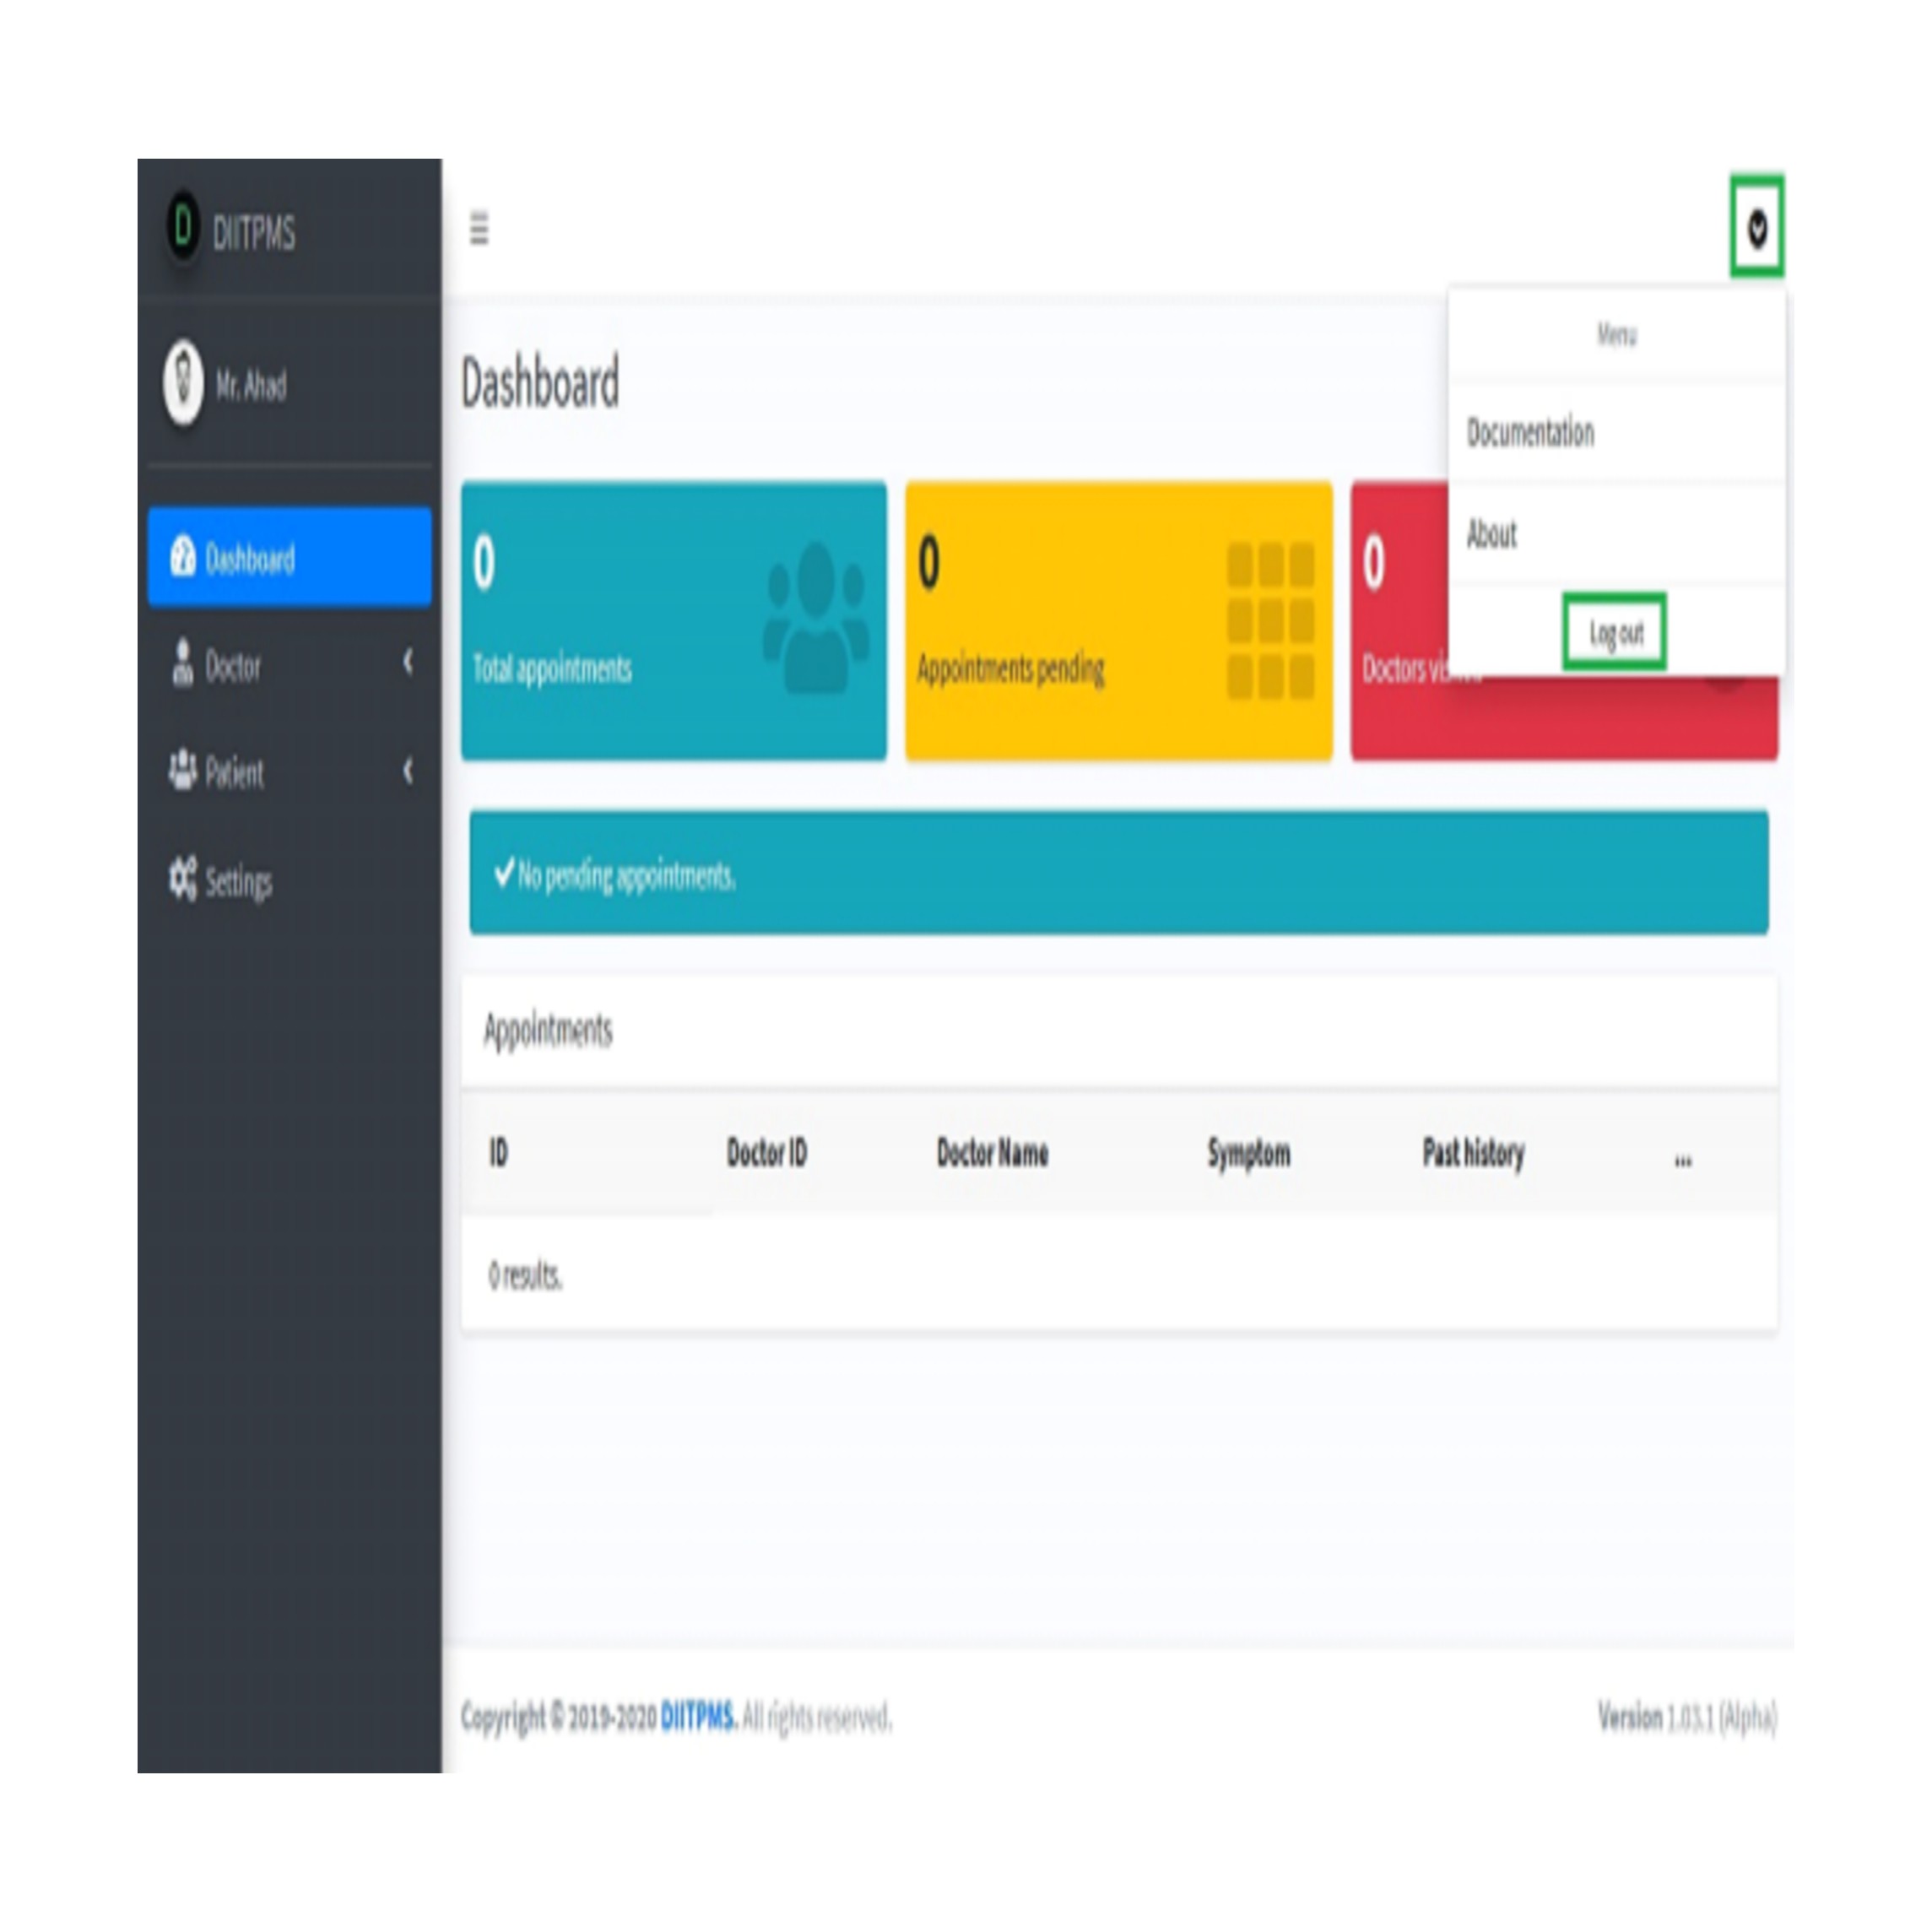 D DIITPMS
Mr. Ahad
Dashboard
Doctor
Patient
Settings
Menu
Documentation
About
Log out
Dashboard
0
Total appointments
0
Appointments pending
0
Doctors
No pending appointments.
Appointments
ID Doctor ID Doctor Name Symptom Past history ...
0 results.
Copyright © 2019-2020 DIITPMS. All rights reserved.
Version 1.03.1 (Alpha)